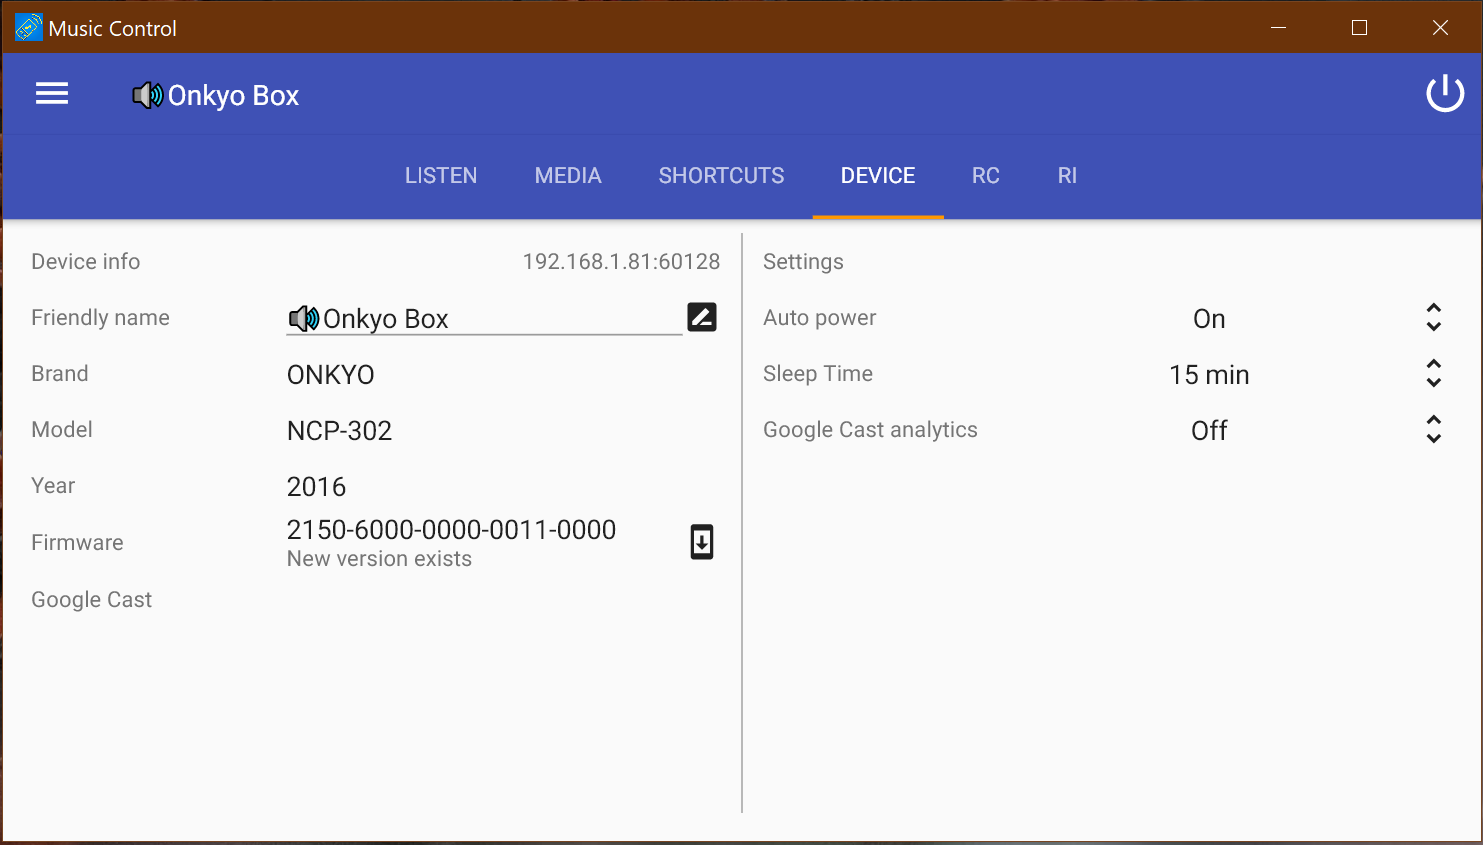 Music Control
Onkyo Box
LISTEN MEDIA SHORTCUTS DEVICE RC RI
Device info 192.168.1.81:60128
Friendly name Onkyo Box
Brand ONKYO
Model NCP-302
Year 2016
Firmware 2150-6000-0000-0011-0000
New version exists
Google Cast
Settings
Auto power On
Sleep Time 15 min
Google Cast analytics Off